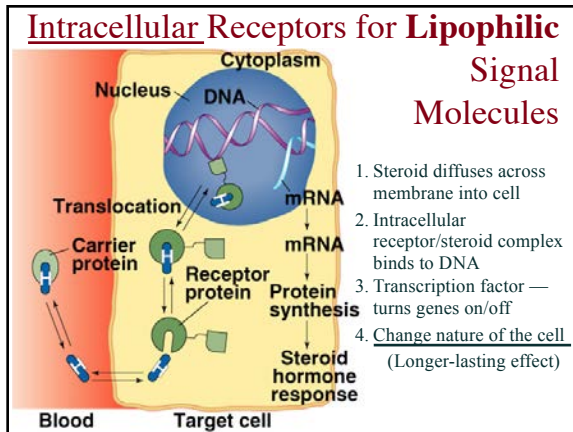 Intracellular Receptors for Lipophilic
Signal
Molecules
Cytoplasm
Nucleus
DNA
mRNA
Translocation
mRNA
Carrier
protein
H
H
H
H
H
Receptor
protein
Protein
synthesis
Steroid
hormone
response
Blood
Target cell
1. Steroid diffuses across
membrane into cell
2. Intracellular
receptor/steroid complex
binds to DNA
3. Transcription factor —
turns genes on/off
4. Change nature of the cell
(Longer-lasting effect)